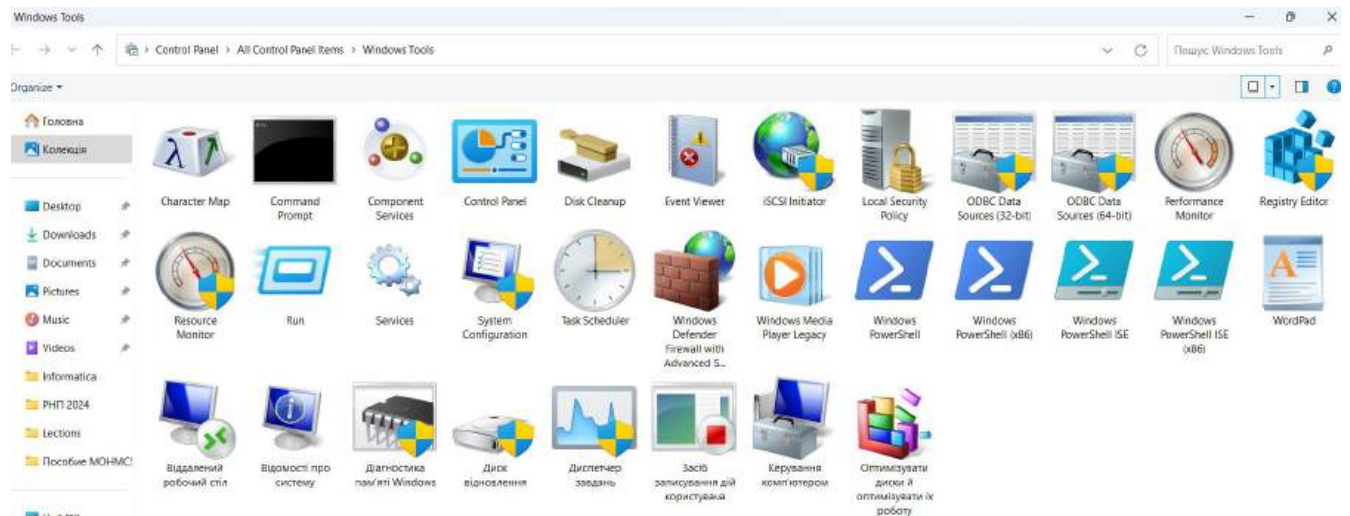 Windows Tools
Control Panel > All Control Panel Items > Windows Tools
Пошук: Windows Tools
Organize
Головна
Колекція
Desktop
Downloads
Documents
Pictures
Music
Videos
Informatica
РНП 2024
Lections
Пособие МОНМС!
Character Map
Command
Prompt
Component
Services
Control Panel
Disk Cleanup
Event Viewer
iSCSI Initiator
Local Security
Policy
ODBC Data
Sources (32-bit)
ODBC Data
Sources (64-bit)
Performance
Monitor
Registry Editor
Resource
Monitor
Run
Services
System
Configuration
Task Scheduler
Windows
Defender
Firewall with
Advanced S...
Windows Media
Player Legacy
Windows
PowerShell
Windows
PowerShell (x86)
Windows
PowerShell ISE
Windows
PowerShell ISE
(x86)
WordPad
Віддалений
робочий стіл
Відомості про
систему
Діагностика
пам'яті Windows
Диск
відновлення
Диспетчер
завдань
Засіб
записування дій
користувача
Керування
комп'ютером
Оптимізувати
диски й
оптимізувати їх
роботу